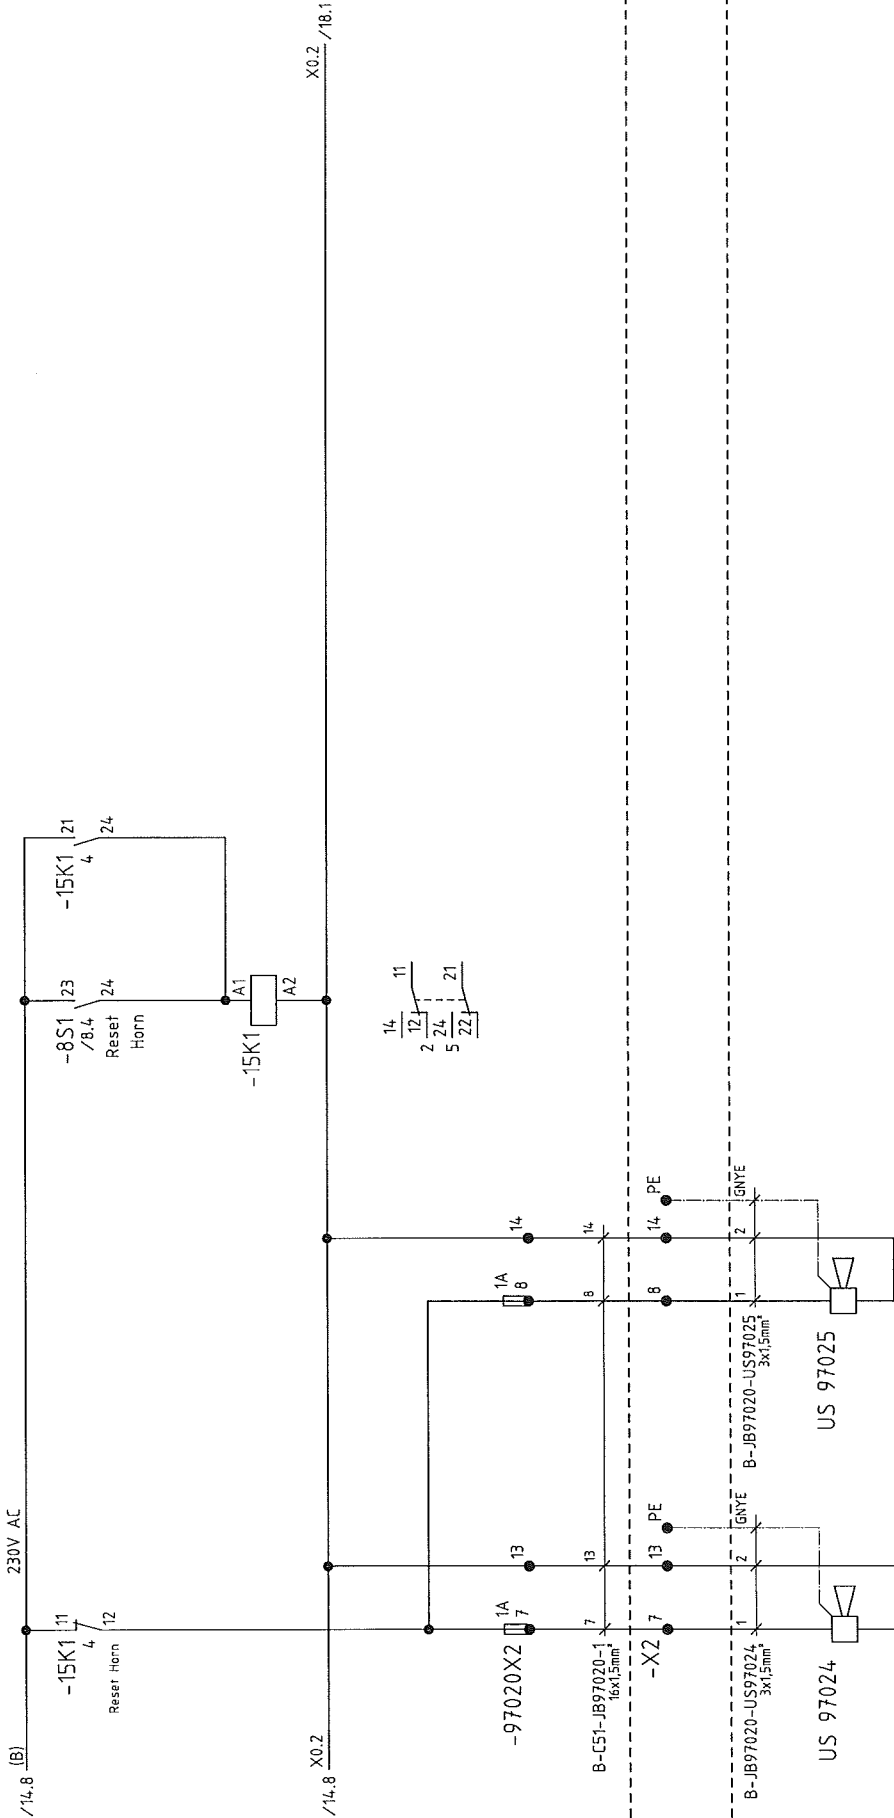 /14.8 (B)
230V AC
-15K1
11
4
12
Reset Horn
-8S1
23
/8.4
24
Reset
Horn
-15K1
21
4
24
-15K1
A1
A2
/14.8 X0.2
X0.2 /18.1
14
12
11
2
24
5
22
21
-97020X2
1A
7
13
1A
8
14
B-C51-JB97020-1
16x1,5mm²
7
13
8
14
-X2
7
13
PE
8
14
PE
B-JB97020-US97024
3x1,5mm²
1
2
GNYE
B-JB97020-US97025
3x1,5mm²
1
2
GNYE
US 97024
US 97025